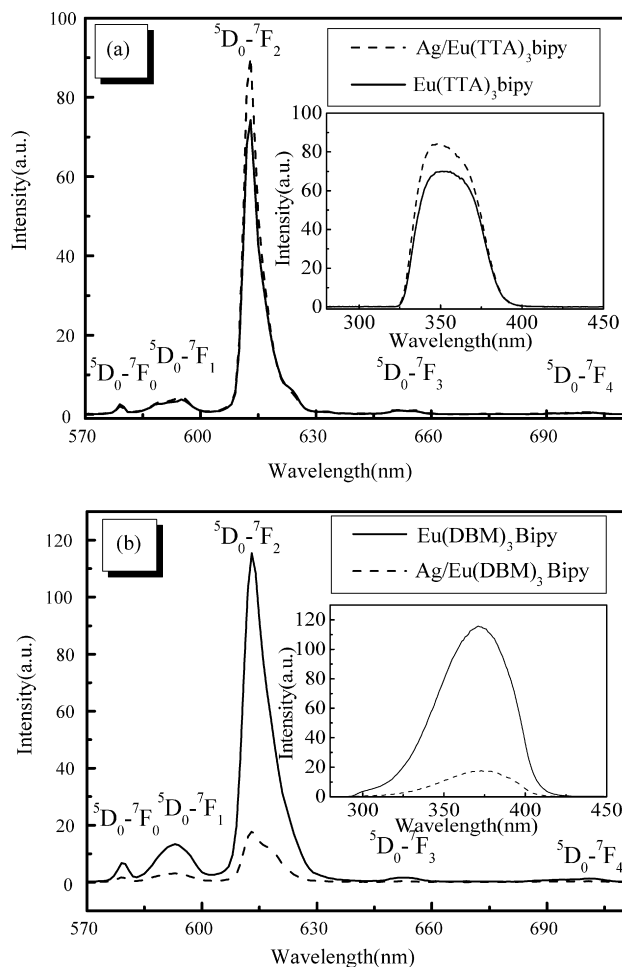 (a)
⁵D₀-⁷F₂
Ag/Eu(TTA)₃bipy
Eu(TTA)₃bipy
100
80
60
40
20
0
Intensity(a.u.)
100
80
60
40
20
0
Intensity(a.u.)
300 350 400 450
Wavelength(nm)
⁵D₀-⁷F₀
⁵D₀-⁷F₁
⁵D₀-⁷F₃
⁵D₀-⁷F₄
570 600 630 660 690
Wavelength(nm)
(b)
⁵D₀-⁷F₂
Eu(DBM)₃Bipy
Ag/Eu(DBM)₃Bipy
120
100
80
60
40
20
0
Intensity(a.u.)
120
100
80
60
40
20
0
Intensity(a.u.)
300 350 400 450
Wavelength(nm)
⁵D₀-⁷F₀
⁵D₀-⁷F₁
⁵D₀-⁷F₃
⁵D₀-⁷F₄
570 600 630 660 690
Wavelength(nm)